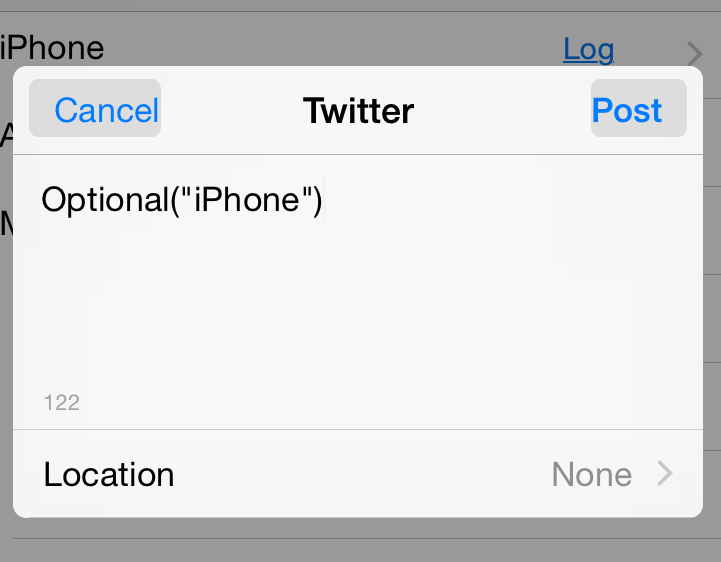 iPhone Log
A
Cancel Twitter Post
M
Optional("iPhone")
122
Location None